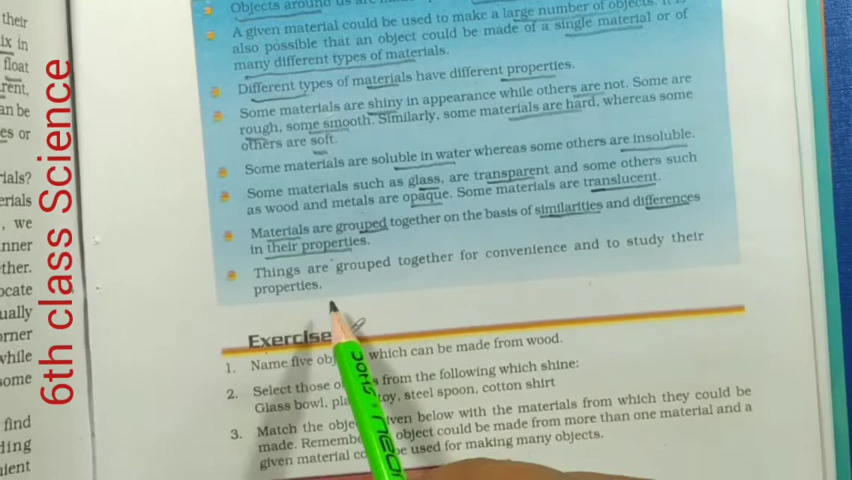 their
ix in
float
rent,
an be
es or
rials?
erials
, we
nner
ther.
ocate
ually
orner
while
some
find
ding
nient
6th class Science
Objects around us are
A given material could be used to make a large number of objects. It is
also possible that an object could be made of a single material or of
many different types of materials.
Different types of materials have different properties.
Some materials are shiny in appearance while others are not. Some are
rough, some smooth. Similarly, some materials are hard, whereas some
others are soft.
Some materials are soluble in water whereas some others are insoluble.
Some materials such as glass, are transparent and some others such
as wood and metals are opaque. Some materials are translucent.
Materials are grouped together on the basis of similarities and differences
in their properties.
Things are grouped together for convenience and to study their
properties.
Exercise
1. Name five obj which can be made from wood.
2. Select those o s from the following which shine:
Glass bowl, pla toy, steel spoon, cotton shirt
3. Match the obje given below with the materials from which they could be
made. Rememb object could be made from more than one material and a
given material co be used for making many objects.
DOMS
neon